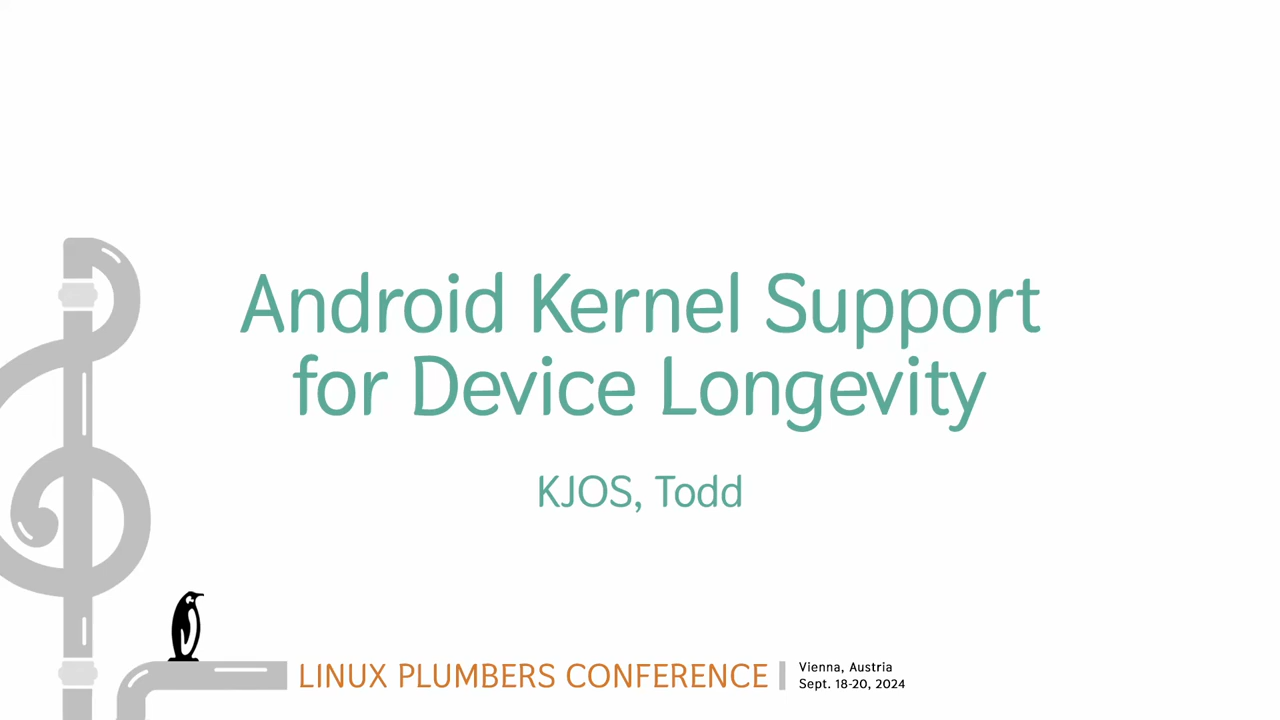 Android Kernel Support
for Device Longevity
KJOS, Todd
LINUX PLUMBERS CONFERENCE
Vienna, Austria
Sept. 18-20, 2024